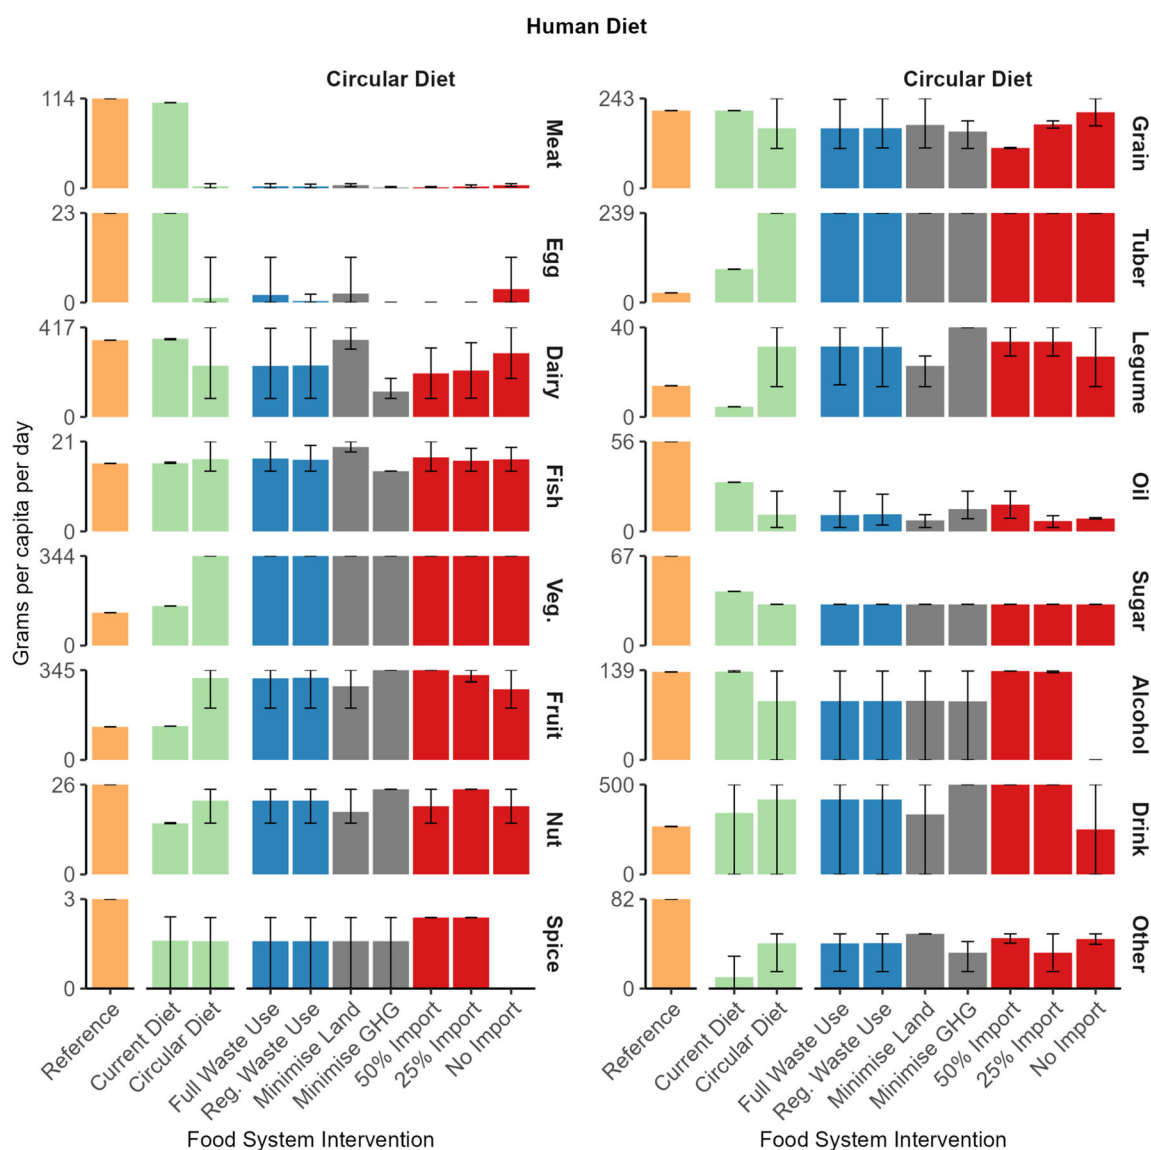 Human Diet
Circular Diet
114
0
Meat
23
0
Egg
417
0
Dairy
21
0
Fish
344
0
Veg.
345
0
Fruit
26
0
Nut
3
0
Spice
Grams per capita per day
Reference
Current Diet
Circular Diet
Full Waste Use
Reg. Waste Use
Minimise Land
Minimise GHG
50% Import
25% Import
No Import
Food System Intervention
Circular Diet
243
0
Grain
239
0
Tuber
40
0
Legume
56
0
Oil
67
0
Sugar
139
0
Alcohol
500
0
Drink
82
0
Other
Reference
Current Diet
Circular Diet
Full Waste Use
Reg. Waste Use
Minimise Land
Minimise GHG
50% Import
25% Import
No Import
Food System Intervention